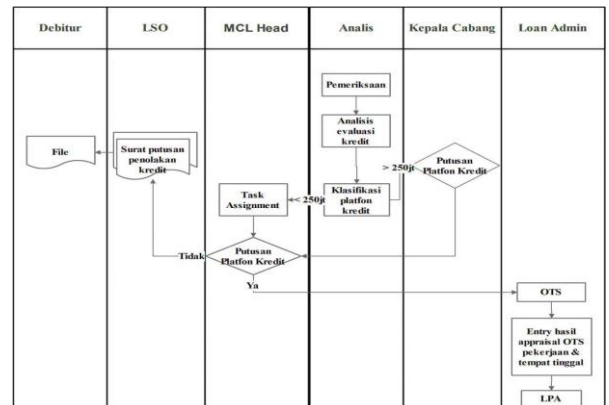 Debitur
LSO
MCL Head
Analis
Kepala Cabang
Loan Admin
Pemeriksaan
Analisis
evaluasi
kredit
> 250jt
Putusan
Platfon Kredit
File
Surat putusan
penolakan
kredit
Task
Assignment
< 250jt
Klasifikasi
platfon
kredit
Tidak
Putusan
Platfon Kredit
Ya
OTS
Entry hasil
appraisal OTS
pekerjaan &
tempat tinggal
LPA